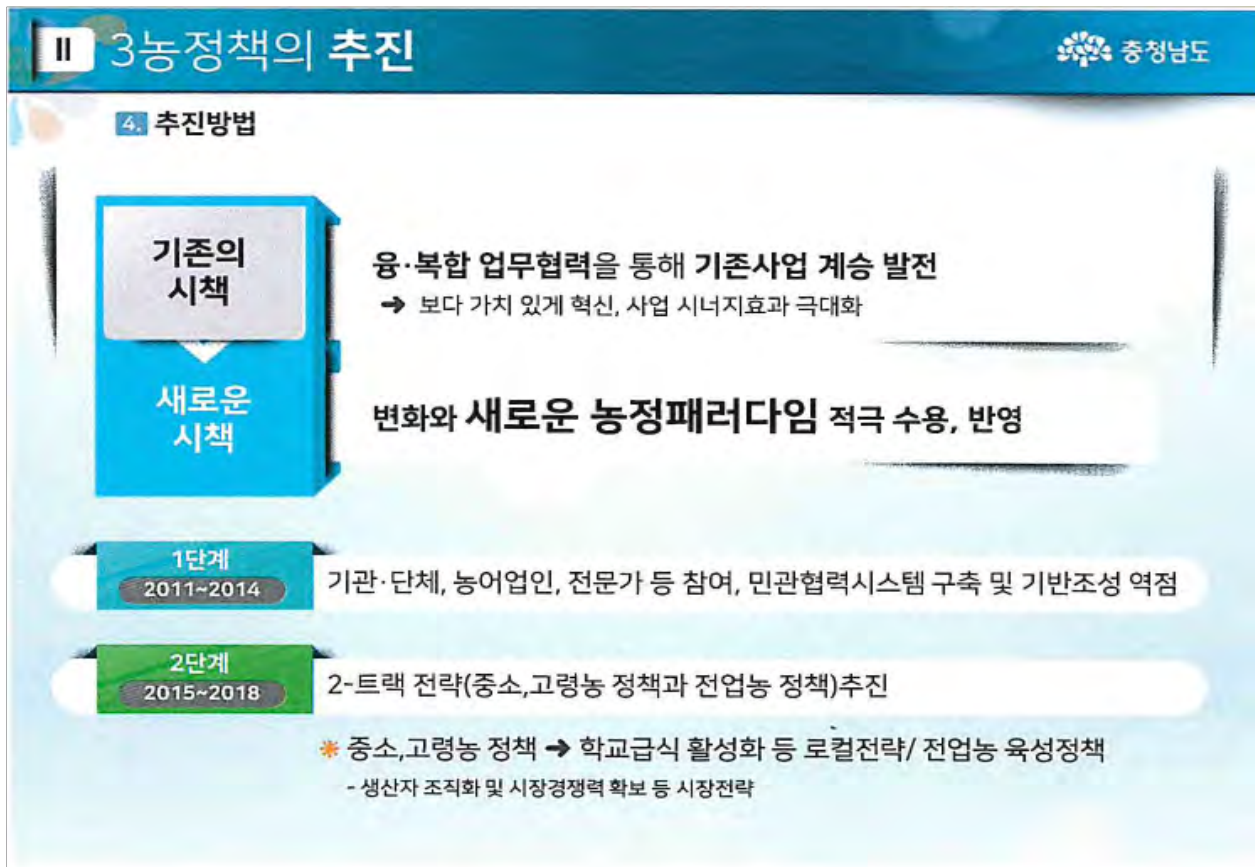 II 3농정책의 추진
충청남도
4. 추진방법
기존의
시책
융·복합 업무협력을 통해 기존사업 계승 발전
➔ 보다 가치 있게 혁신, 사업 시너지효과 극대화
새로운
시책
변화와 새로운 농정패러다임 적극 수용, 반영
1단계
2011~2014
기관·단체, 농어업인, 전문가 등 참여, 민관협력시스템 구축 및 기반조성 역점
2단계
2015~2018
2-트랙 전략(중소,고령농 정책과 전업농 정책)추진
* 중소,고령농 정책 ➔ 학교급식 활성화 등 로컬전략/ 전업농 육성정책
- 생산자 조직화 및 시장경쟁력 확보 등 시장전략